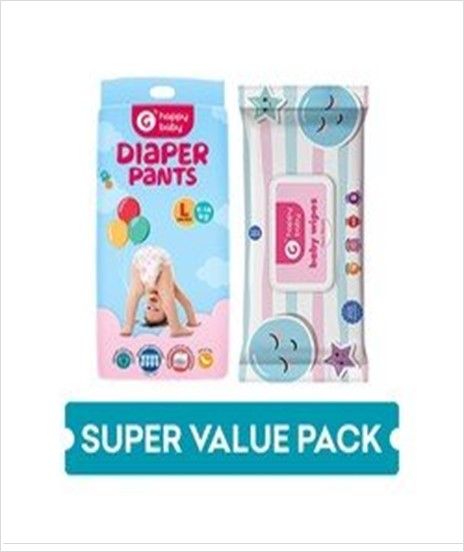 G
happy
baby
DIAPER
PANTS
L
G
happy
baby
baby wipes
SUPER VALUE PACK